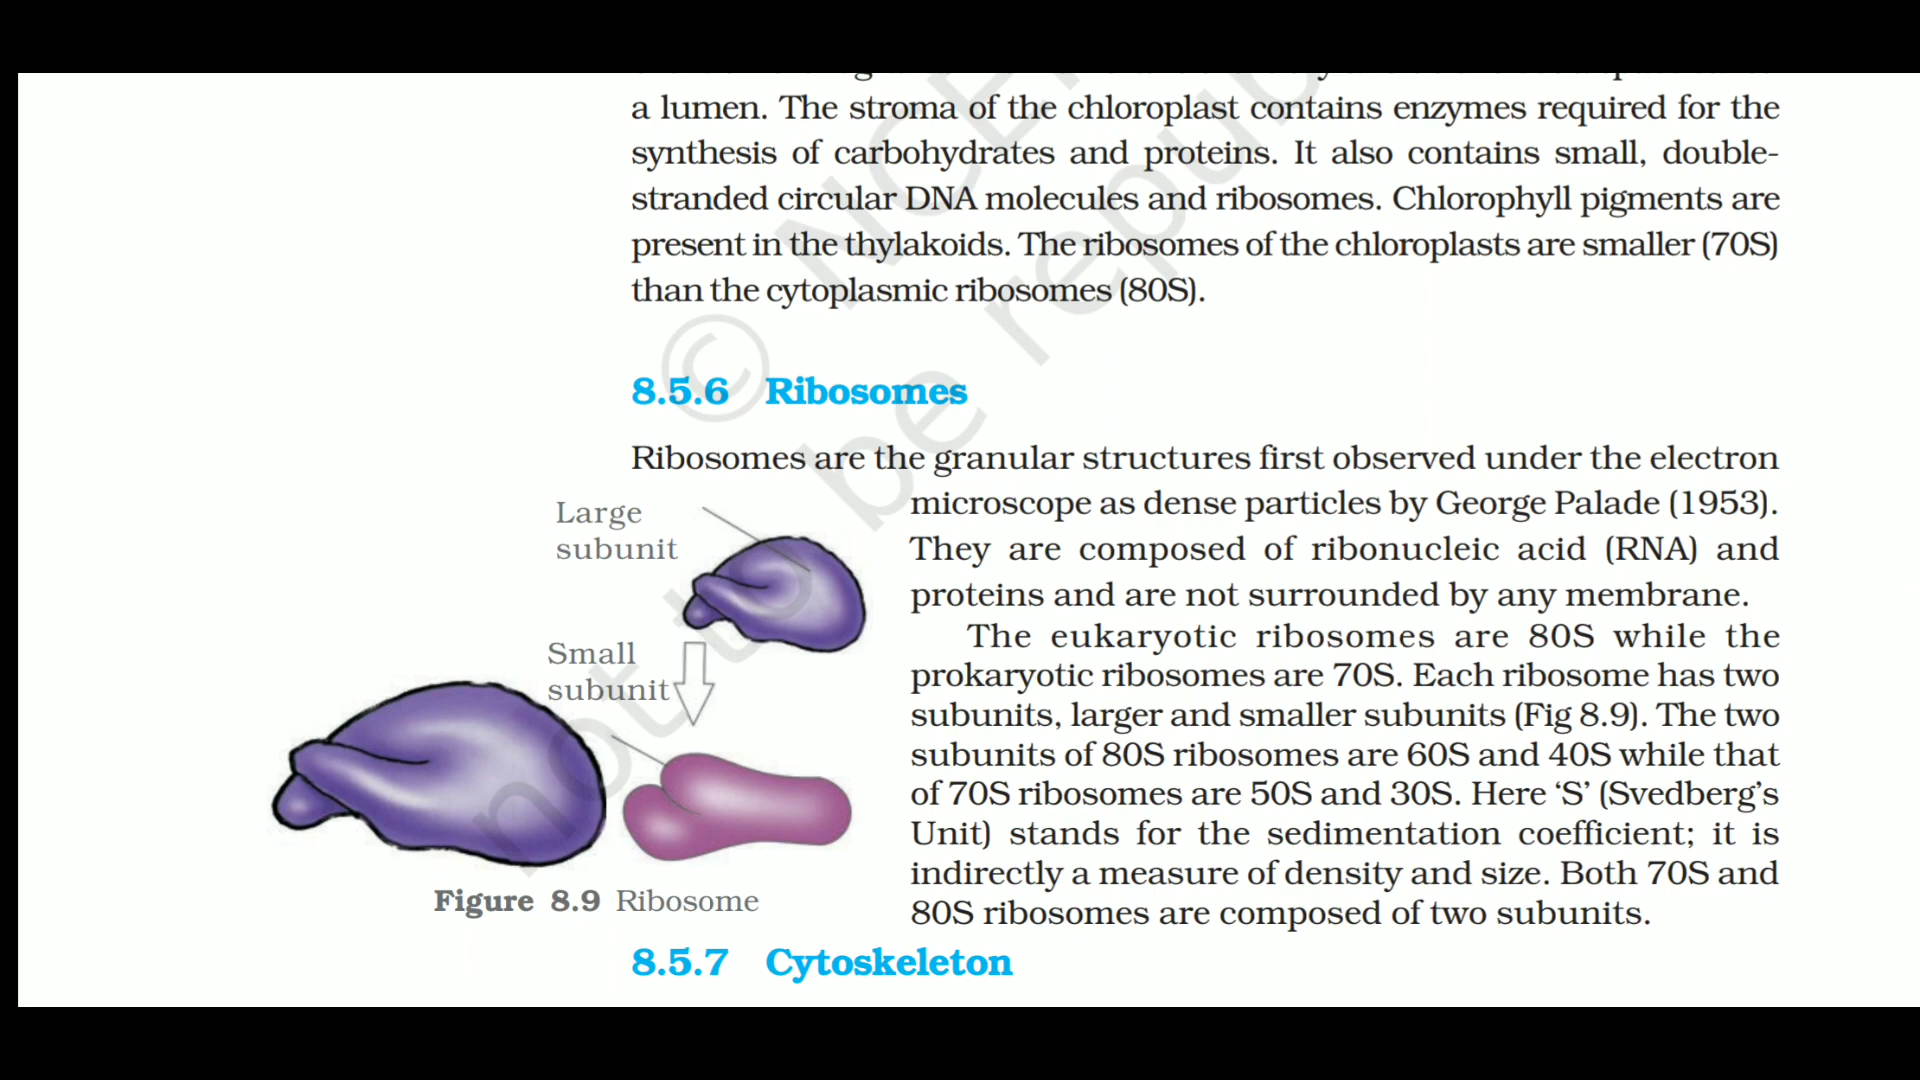 a lumen. The stroma of the chloroplast contains enzymes required for the
synthesis of carbohydrates and proteins. It also contains small, double-
stranded circular DNA molecules and ribosomes. Chlorophyll pigments are
present in the thylakoids. The ribosomes of the chloroplasts are smaller (70S)
than the cytoplasmic ribosomes (80S).
8.5.6 Ribosomes
Ribosomes are the granular structures first observed under the electron
microscope as dense particles by George Palade (1953).
They are composed of ribonucleic acid (RNA) and
proteins and are not surrounded by any membrane.
The eukaryotic ribosomes are 80S while the
prokaryotic ribosomes are 70S. Each ribosome has two
subunits, larger and smaller subunits (Fig 8.9). The two
subunits of 80S ribosomes are 60S and 40S while that
of 70S ribosomes are 50S and 30S. Here ‘S’ (Svedberg’s
Unit) stands for the sedimentation coefficient; it is
indirectly a measure of density and size. Both 70S and
80S ribosomes are composed of two subunits.
Large
subunit
Small
subunit
Figure 8.9 Ribosome
8.5.7 Cytoskeleton
© NCE
not to be repu